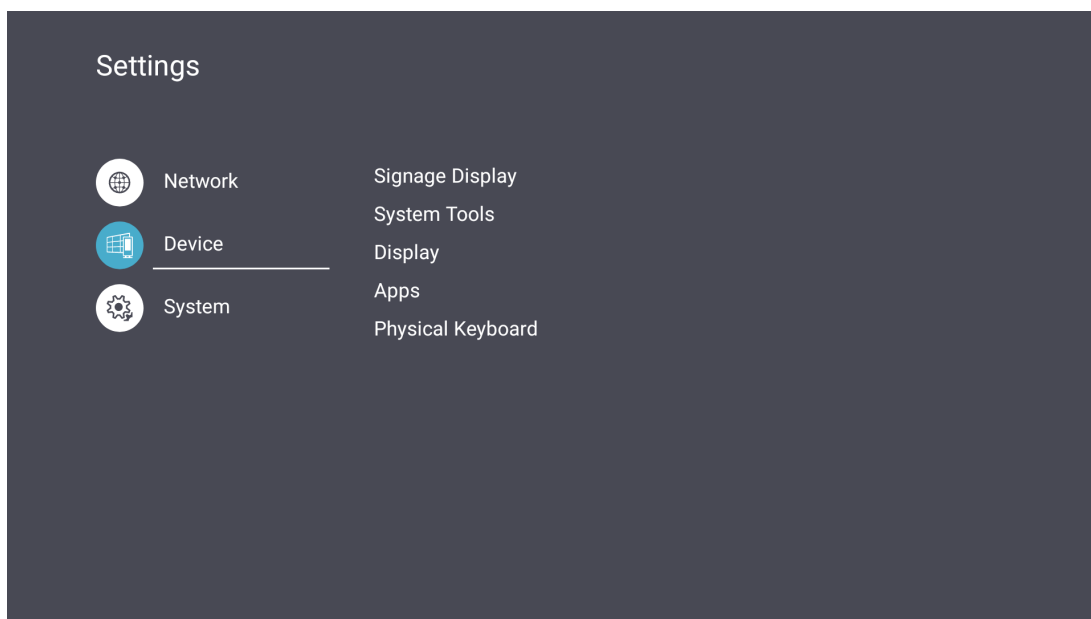 Settings
Network
Device
System
Signage Display
System Tools
Display
Apps
Physical Keyboard